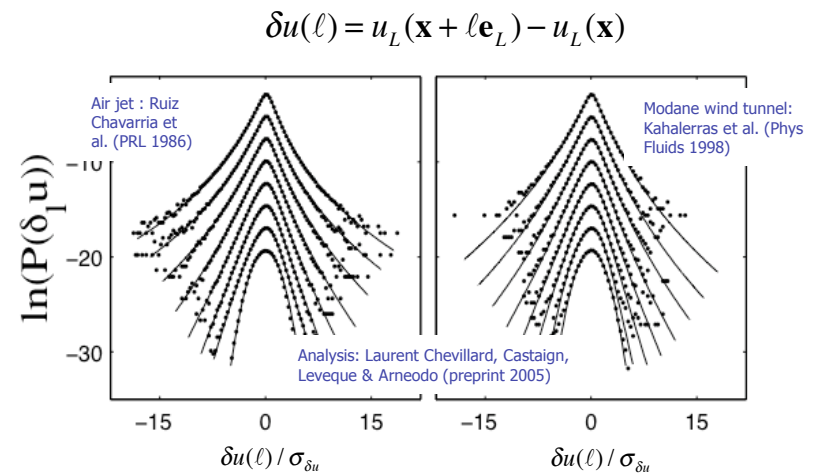 δu(ℓ) = u_L(x + ℓe_L) − u_L(x)
Air jet : Ruiz
Chavarria et
al. (PRL 1986)
Modane wind tunnel:
Kahalerras et al. (Phys
Fluids 1998)
ln(P(δ_l u))
−10
−20
−30
Analysis: Laurent Chevillard, Castaign,
Leveque & Arneodo (preprint 2005)
−15 0 15
−15 0 15
δu(ℓ) / σ_δu
δu(ℓ) / σ_δu